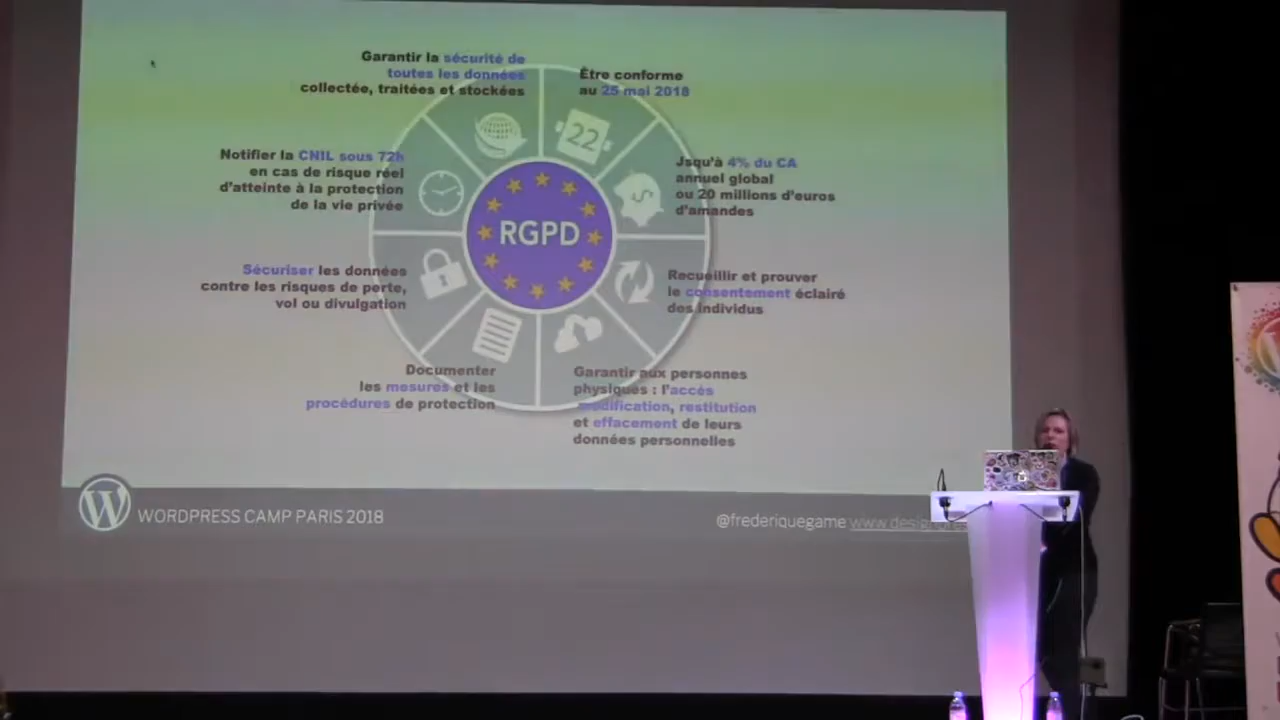 Garantir la sécurité de
toutes les données
collectée, traitées et stockées
Être conforme
au 25 mai 2018
22
Notifier la CNIL sous 72h
en cas de risque réel
d'atteinte à la protection
de la vie privée
Jsqu'à 4% du CA
annuel global
ou 20 millions d'euros
d'amandes
RGPD
Sécuriser les données
contre les risques de perte,
vol ou divulgation
Recueillir et prouver
le consentement éclairé
des individus
Documenter
les mesures et les
procédures de protection
Garantir aux personnes
physiques : l'accès
modification, restitution
et effacement de leurs
données personnelles
W
WORDPRESS CAMP PARIS 2018
@frederiquegame